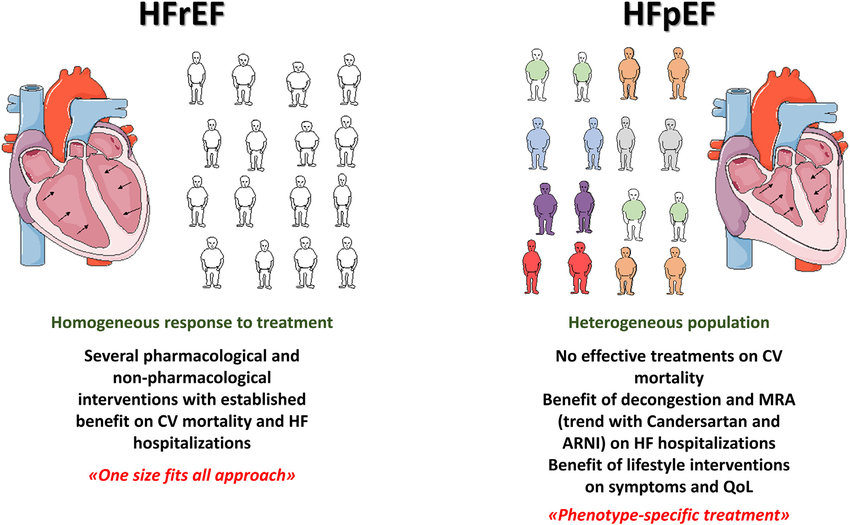 HFrEF
Homogeneous response to treatment
Several pharmacological and
non-pharmacological
interventions with established
benefit on CV mortality and HF
hospitalizations
«One size fits all approach»
HFpEF
Heterogeneous population
No effective treatments on CV
mortality
Benefit of decongestion and MRA
(trend with Candersartan and
ARNI) on HF hospitalizations
Benefit of lifestyle interventions
on symptoms and QoL
«Phenotype-specific treatment»